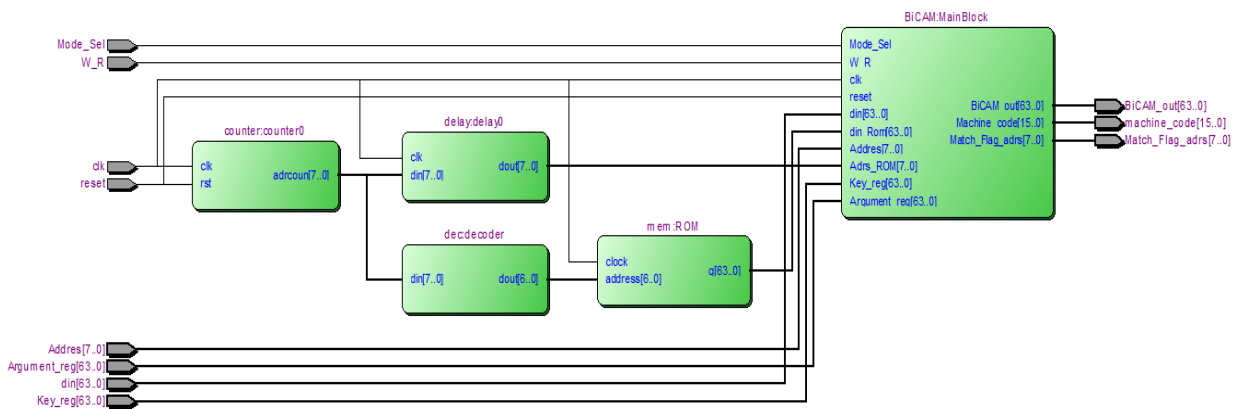 BiCAM:MainBlock
Mode_Sel
W_R
Mode_Sel
W_R
clk
reset
din[63..0]
din_Rom[63..0]
Addres[7..0]
Adrs_ROM[7..0]
Key_reg[63..0]
Argument_reg[63..0]
BiCAM_out[63..0]
Machine_code[15..0]
Match_Flag_adrs[7..0]
BiCAM_out[63..0]
machine_code[15..0]
Match_Flag_adrs[7..0]
counter:counter0
clk
reset
clk
rst
adrcoun[7..0]
delay:delay0
clk
din[7..0]
dout[7..0]
dec:decoder
din[7..0]
dout[6..0]
mem:ROM
clock
address[6..0]
q[63..0]
Addres[7..0]
Argument_reg[63..0]
din[63..0]
Key_reg[63..0]